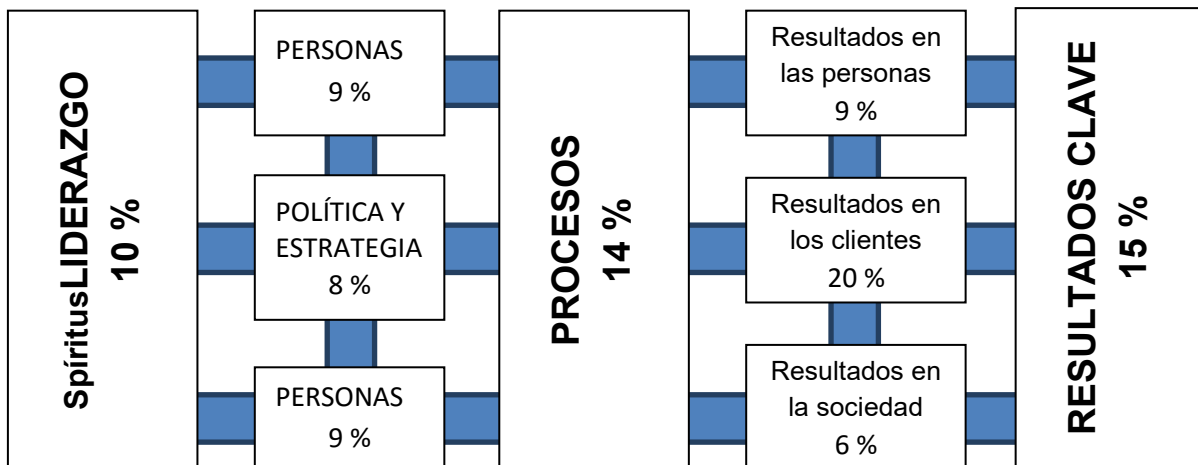 SpíritusLIDERAZGO
10 %
PERSONAS
9 %
POLÍTICA Y
ESTRATEGIA
8 %
PERSONAS
9 %
PROCESOS
14 %
Resultados en
las personas
9 %
Resultados en
los clientes
20 %
Resultados en
la sociedad
6 %
RESULTADOS CLAVE
15 %